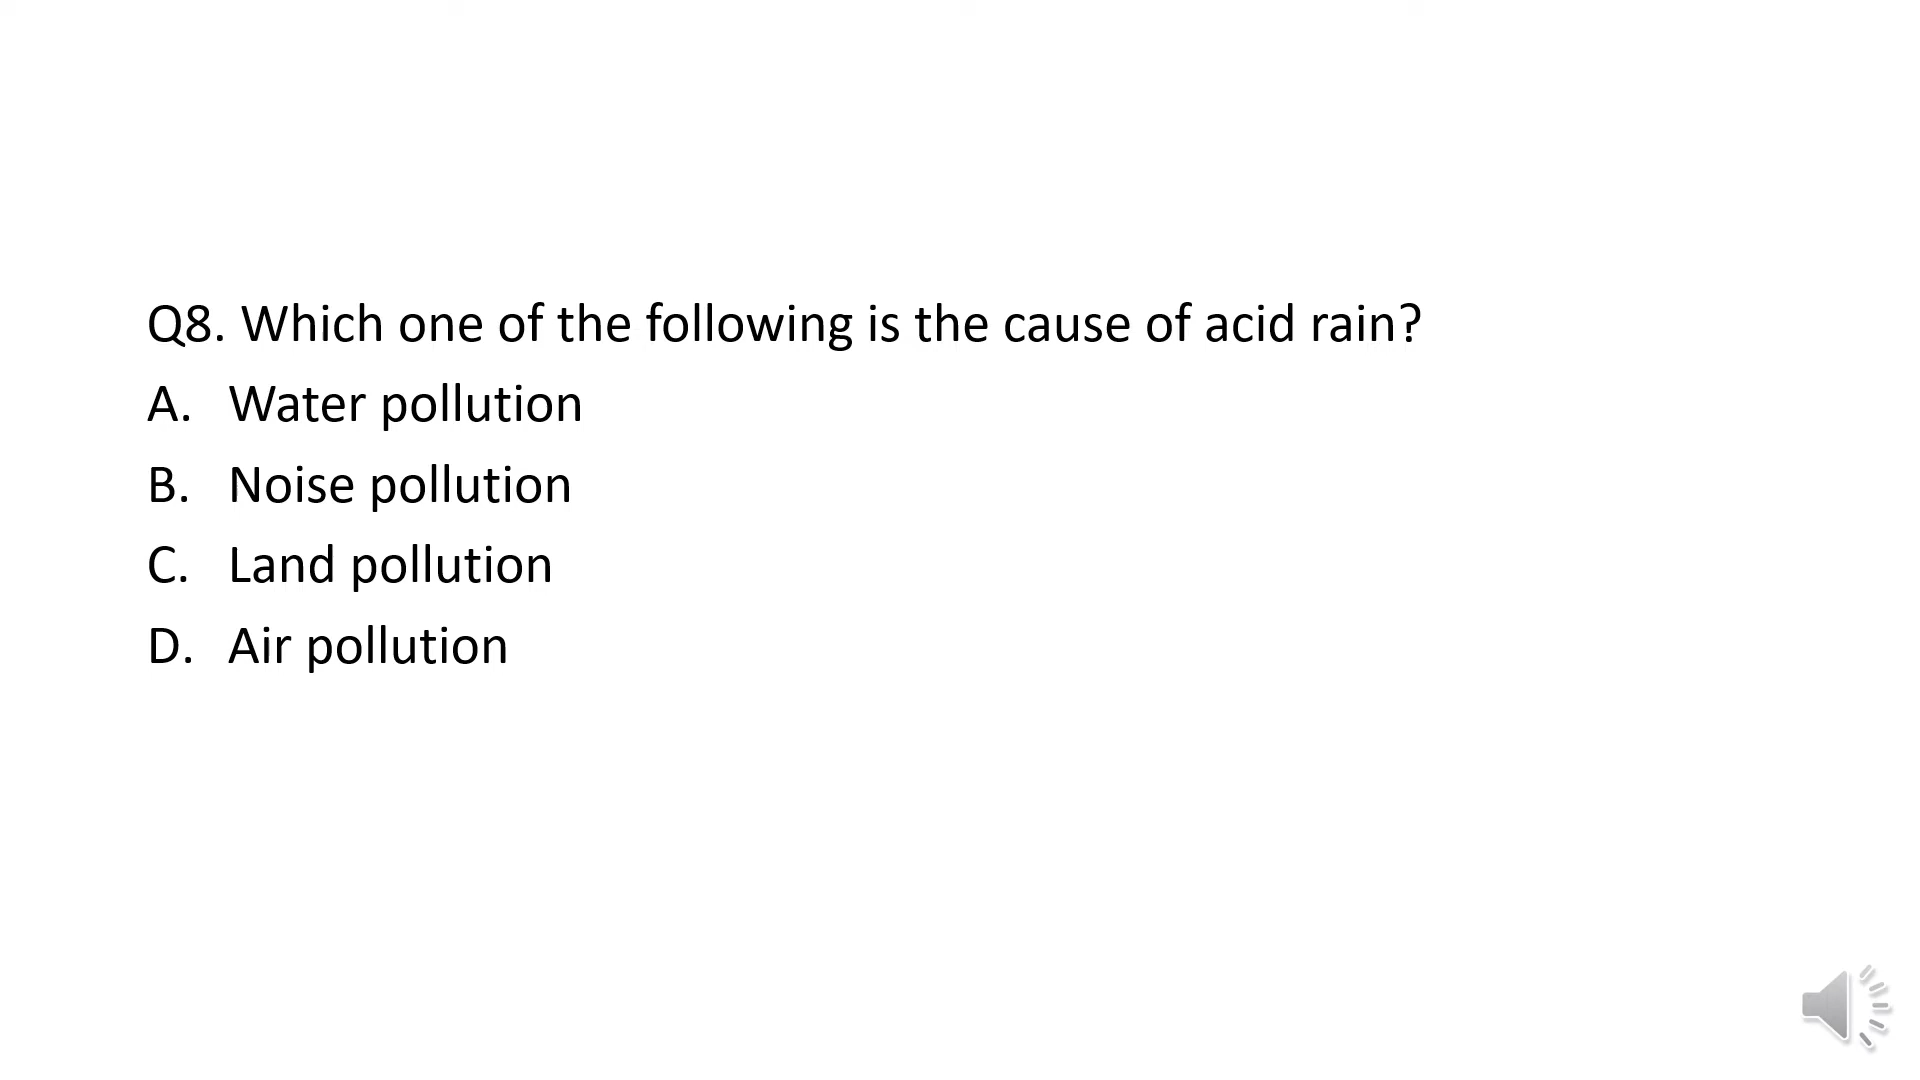 Q8. Which one of the following is the cause of acid rain?
A. Water pollution
B. Noise pollution
C. Land pollution
D. Air pollution